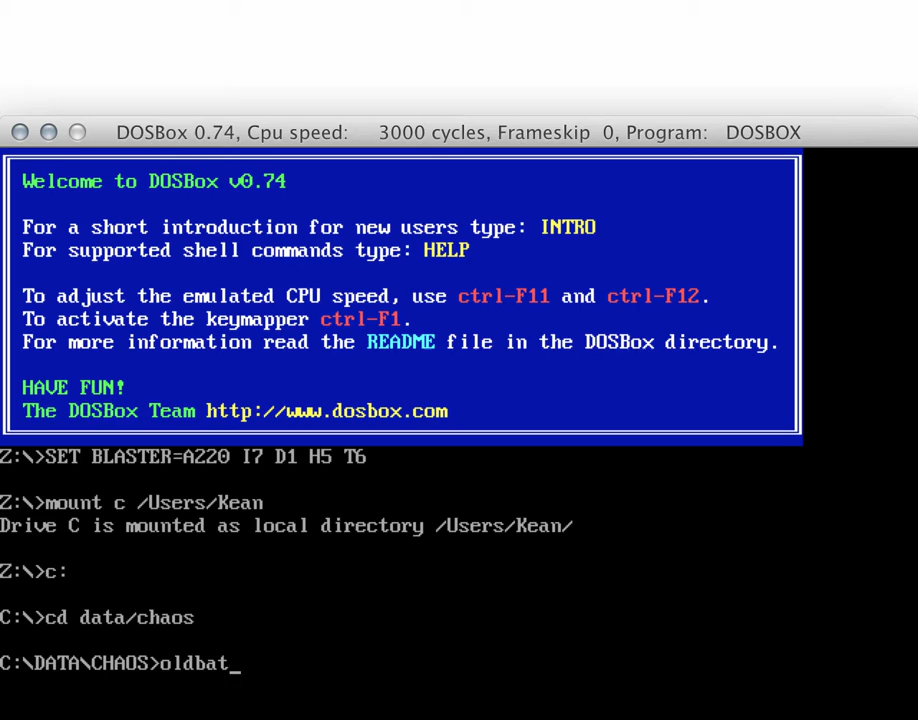 DOSBox 0.74, Cpu speed: 3000 cycles, Frameskip 0, Program: DOSBOX
Welcome to DOSBox v0.74
For a short introduction for new users type: INTRO
For supported shell commands type: HELP
To adjust the emulated CPU speed, use ctrl-F11 and ctrl-F12.
To activate the keymapper ctrl-F1.
For more information read the README file in the DOSBox directory.
HAVE FUN!
The DOSBox Team http://www.dosbox.com
Z:\>SET BLASTER=A220 I7 D1 H5 T6
Z:\>mount c /Users/Kean
Drive C is mounted as local directory /Users/Kean/
Z:\>c:
C:\>cd data/chaos
C:\DATA\CHAOS>oldbat_